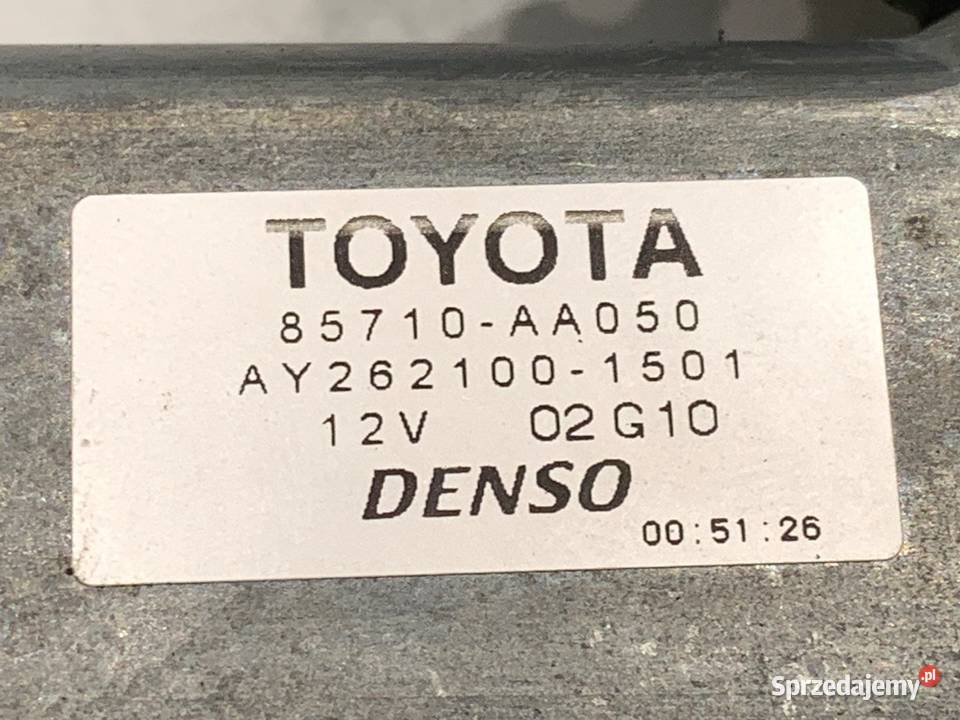 TOYOTA
85710-AA050
AY262100-1501
12V 02G10
DENSO
00:51:26
Sprzedajemy.pl